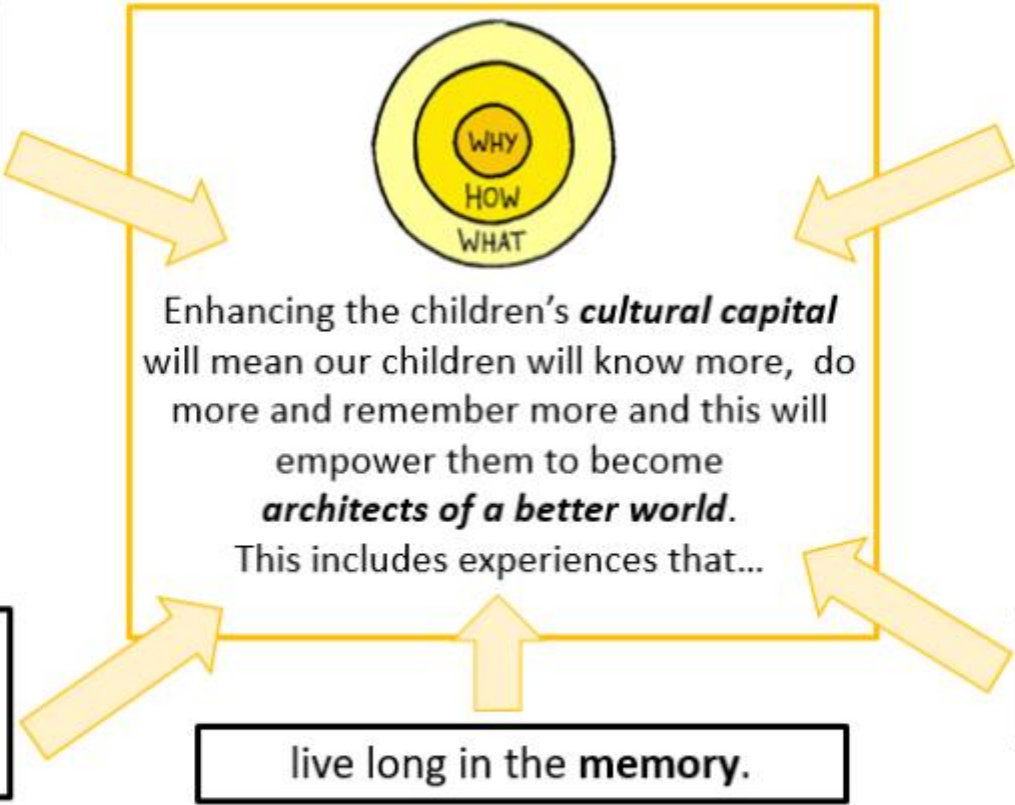 WHY
HOW
WHAT
Enhancing the children’s cultural capital
will mean our children will know more, do
more and remember more and this will
empower them to become
architects of a better world.
This includes experiences that…
live long in the memory.